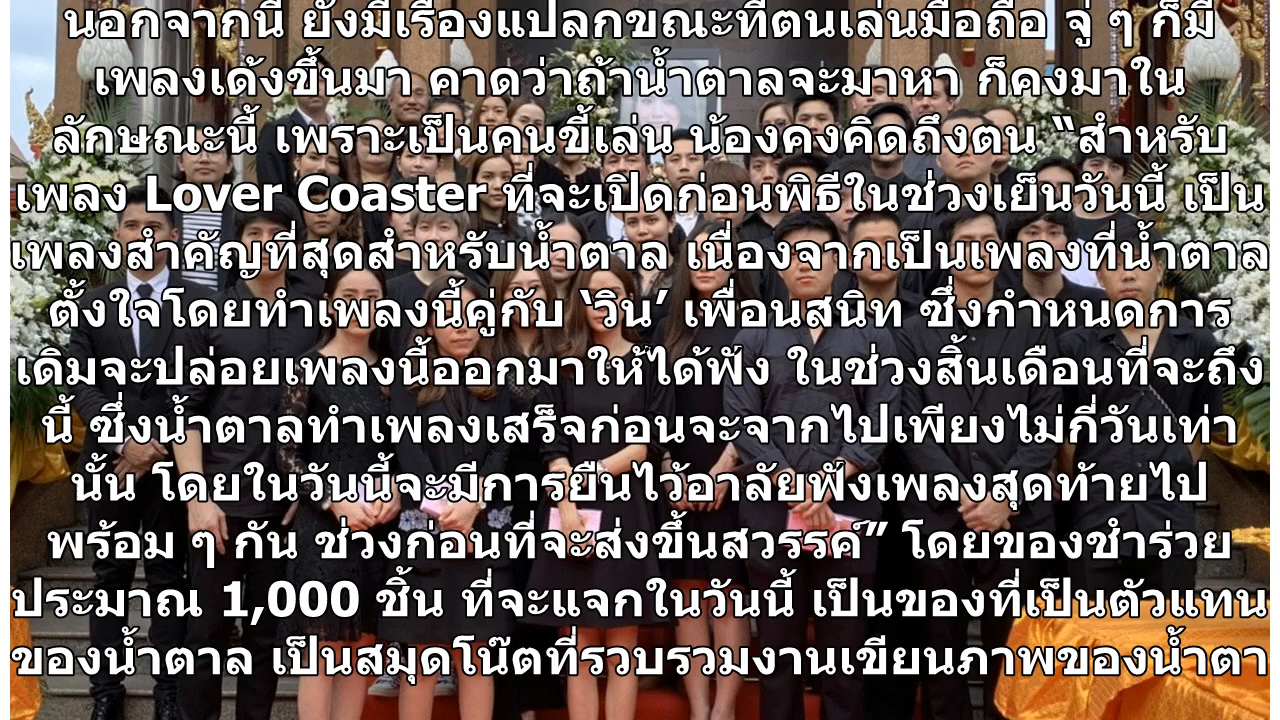 นอกจากนี้ ยังมีเรื่องแปลกขณะที่ตนเล่นมือถือ จู่ ๆ ก็มี
เพลงเด้งขึ้นมา คาดว่าถ้าน้ำตาลจะมาหา ก็คงมาใน
ลักษณะนี้ เพราะเป็นคนขี้เล่น น้องคงคิดถึงตน “สำหรับ
เพลง Lover Coaster ที่จะเปิดก่อนพิธีในช่วงเย็นวันนี้ เป็น
เพลงสำคัญที่สุดสำหรับน้ำตาล เนื่องจากเป็นเพลงที่น้ำตาล
ตั้งใจโดยทำเพลงนี้คู่กับ ‘วิน’ เพื่อนสนิท ซึ่งกำหนดการ
เดิมจะปล่อยเพลงนี้ออกมาให้ได้ฟัง ในช่วงสิ้นเดือนที่จะถึง
นี้ ซึ่งน้ำตาลทำเพลงเสร็จก่อนจะจากไปเพียงไม่กี่วันเท่า
นั้น โดยในวันนี้จะมีการยืนไว้อาลัยฟังเพลงสุดท้ายไป
พร้อม ๆ กัน ช่วงก่อนที่จะส่งขึ้นสวรรค์” โดยของชำร่วย
ประมาณ 1,000 ชิ้น ที่จะแจกในวันนี้ เป็นของที่เป็นตัวแทน
ของน้ำตาล เป็นสมุดโน๊ตที่รวบรวมงานเขียนภาพของน้ำตา